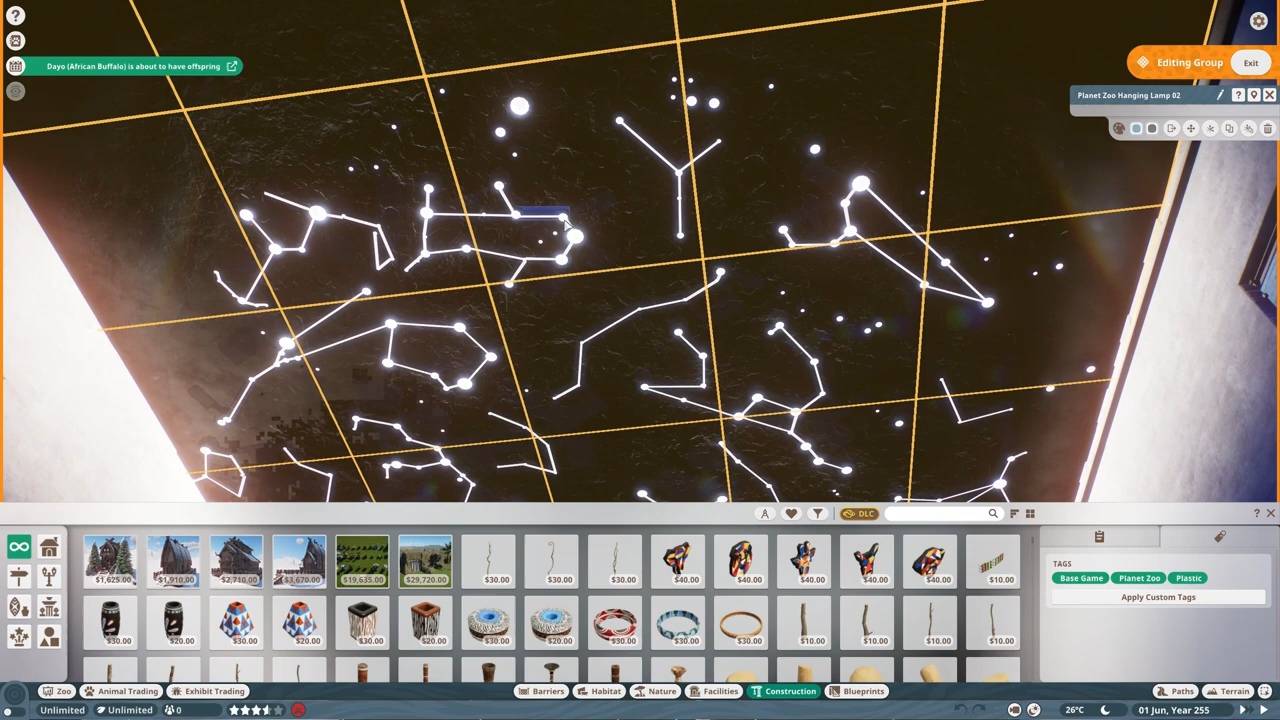 Dayo (African Buffalo) is about to have offspring
Editing Group
Exit
Planet Zoo Hanging Lamp 02
DLC
$1,625.00
$1,910.00
$2,710.00
$3,670.00
$19,635.00
$29,720.00
$30.00
$30.00
$30.00
$40.00
$40.00
$40.00
$40.00
$40.00
$10.00
$30.00
$20.00
$30.00
$20.00
$30.00
$20.00
$30.00
$20.00
$30.00
$30.00
$30.00
$10.00
$10.00
$10.00
$10.00
TAGS
Base Game
Planet Zoo
Plastic
Apply Custom Tags
Zoo
Animal Trading
Exhibit Trading
Barriers
Habitat
Nature
Facilities
Construction
Blueprints
Paths
Terrain
Unlimited
Unlimited
0
26°C
01 Jun, Year 255